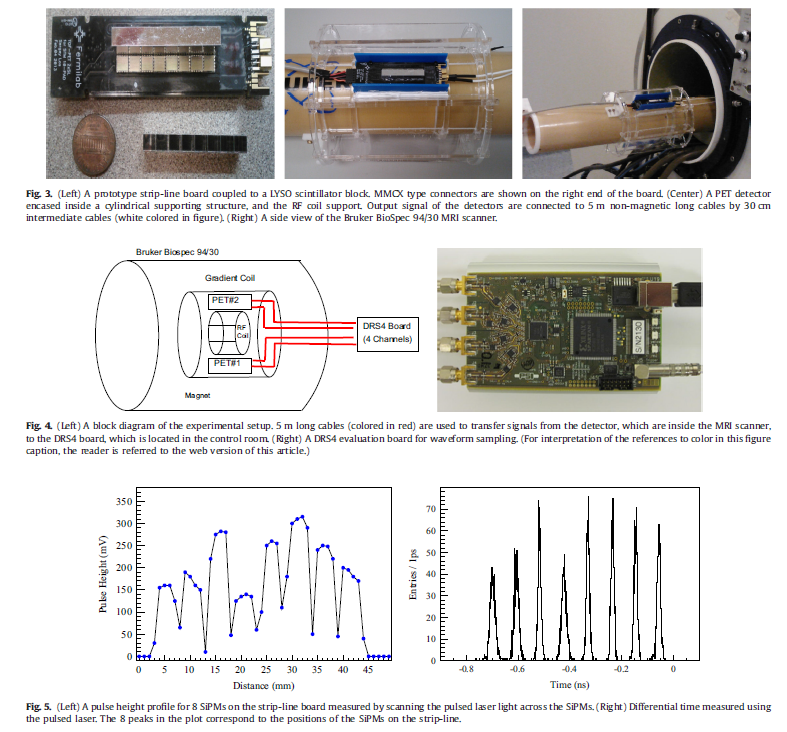 Fermilab
Fig. 3. (Left) A prototype strip-line board coupled to a LYSO scintillator block. MMCX type connectors are shown on the right end of the board. (Center) A PET detector
encased inside a cylindrical supporting structure, and the RF coil support. Output signal of the detectors are connected to 5 m non-magnetic long cables by 30 cm
intermediate cables (white colored in figure). (Right) A side view of the Bruker BioSpec 94/30 MRI scanner.
Bruker Biospec 94/30
Gradient Coil
PET#2
RF
Coil
PET#1
Magnet
DRS4 Board
(4 Channels)
S/N2130
Fig. 4. (Left) A block diagram of the experimental setup. 5 m long cables (colored in red) are used to transfer signals from the detector, which are inside the MRI scanner,
to the DRS4 board, which is located in the control room. (Right) A DRS4 evaluation board for waveform sampling. (For interpretation of the references to color in this figure
caption, the reader is referred to the web version of this article.)
Pulse Height (mV)
350
300
250
200
150
100
50
0
0 5 10 15 20 25 30 35 40 45
Distance (mm)
Entries / 1ps
70
60
50
40
30
20
10
0
-0.8 -0.6 -0.4 -0.2 0
Time (ns)
Fig. 5. (Left) A pulse height profile for 8 SiPMs on the strip-line board measured by scanning the pulsed laser light across the SiPMs. (Right) Differential time measured using
the pulsed laser. The 8 peaks in the plot correspond to the positions of the SiPMs on the strip-line.